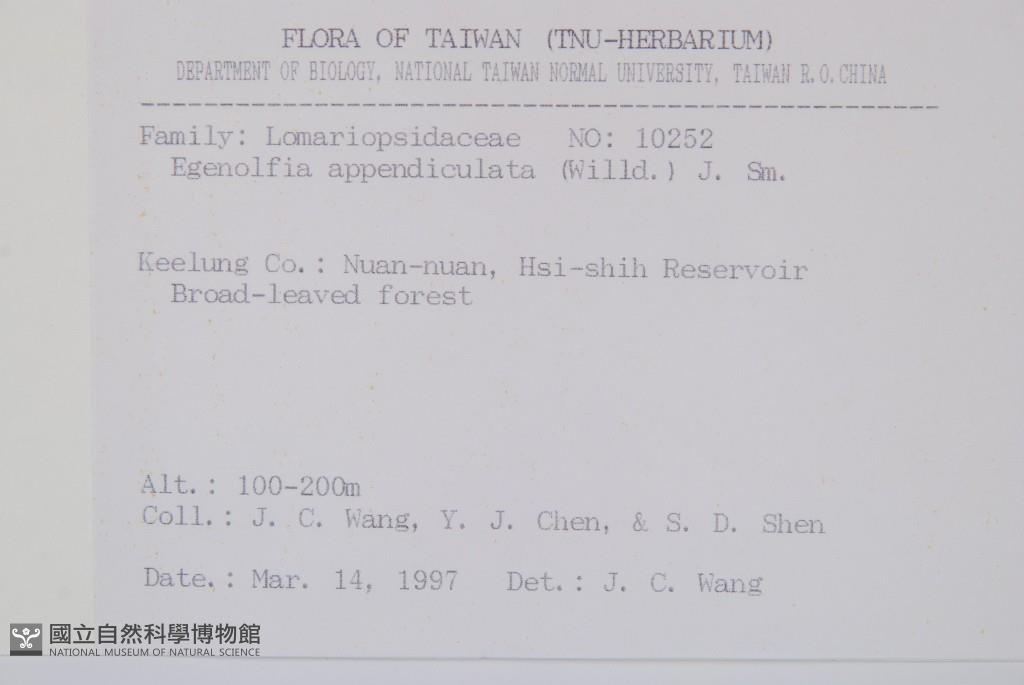 FLORA OF TAIWAN (TNU-HERBARIUM)
DEPARTMENT OF BIOLOGY, NATIONAL TAIWAN NORMAL UNIVERSITY, TAIWAN R.O.CHINA
Family: Lomariopsidaceae NO: 10252
Egenolfia appendiculata (Willd.) J. Sm.
Keelung Co.: Nuan-nuan, Hsi-shih Reservoir
Broad-leaved forest
Alt.: 100-200m
Coll.: J. C. Wang, Y. J. Chen, & S. D. Shen
Date.: Mar. 14, 1997 Det.: J. C. Wang
國立自然科學博物館
NATIONAL MUSEUM OF NATURAL SCIENCE